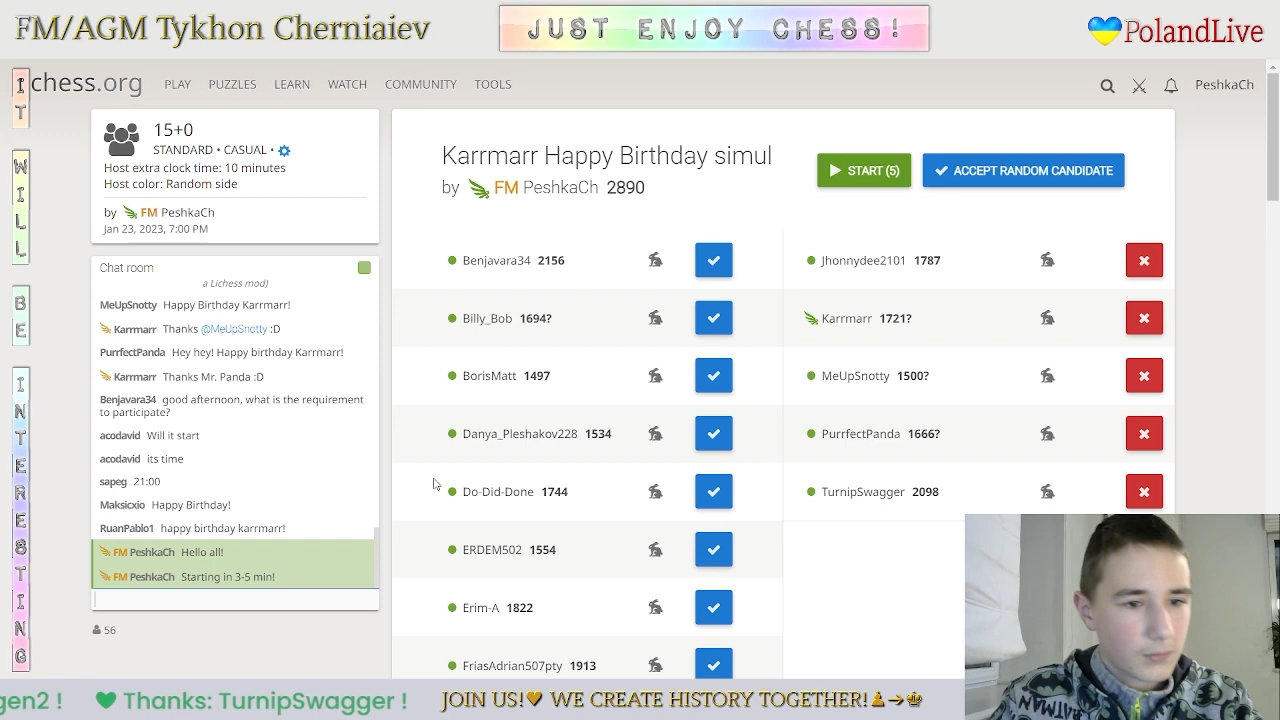 FM/AGM Tykhon Cherniaiev
JUST ENJOY CHESS!
PolandLive
IT WILL BE INTERESTING
chess.org
PLAY PUZZLES LEARN WATCH COMMUNITY TOOLS
PeshkaCh
15+0
STANDARD • CASUAL •
Host extra clock time: 10 minutes
Host color: Random side
by FM PeshkaCh
Jan 23, 2023, 7:00 PM
Chat room
a Lichess mod)
MeUpSnotty Happy Birthday Karrmarr!
Karrmarr Thanks @MeUpSnotty :D
PurrfectPanda Hey hey! Happy birthday Karrmarr!
Karrmarr Thanks Mr. Panda :D
Benjavara34 good afternoon, what is the requirement
to participate?
acodavid Will it start
acodavid its time
sapeg 21:00
Maksicxio Happy Birthday!
RuanPablo1 happy birthday karrmarr!
FM PeshkaCh Hello all!
FM PeshkaCh Starting in 3-5 min!
56
Karrmarr Happy Birthday simul
by FM PeshkaCh 2890
START (5)
ACCEPT RANDOM CANDIDATE
Benjavara34 2156
Billy_Bob 1694?
BorisMatt 1497
Danya_Pleshakov228 1534
Do-Did-Done 1744
ERDEM502 1554
Erim-A 1822
FriasAdrian507pty 1913
Jhonnydee2101 1787
Karrmarr 1721?
MeUpSnotty 1500?
PurrfectPanda 1666?
TurnipSwagger 2098
BATMAN
gen2 ! Thanks: TurnipSwagger !
JOIN US! WE CREATE HISTORY TOGETHER!